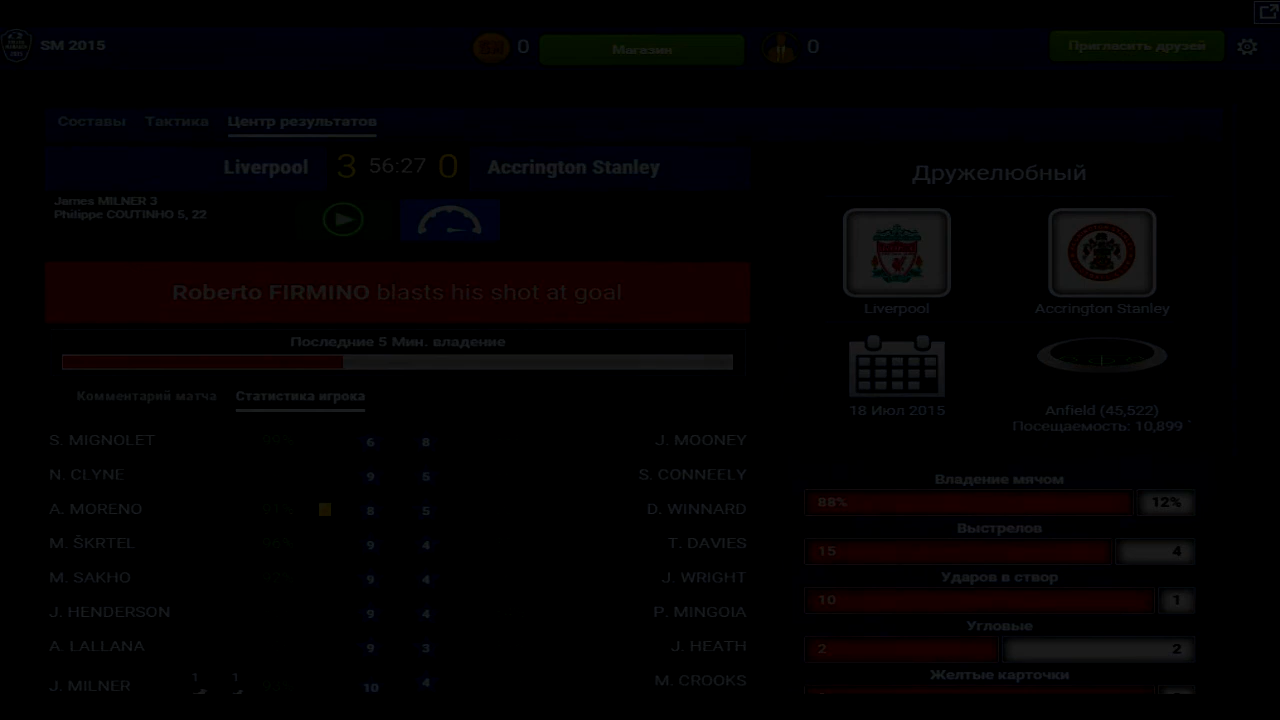 SM 2015
0
Магазин
0
Пригласить друзей
Составы Тактика Центр результатов
Liverpool 3 56:27 0 Accrington Stanley
James MILNER 3
Philippe COUTINHO 5, 22
Roberto FIRMINO blasts his shot at goal
Последние 5 Мин. владение
Комментарий матча Статистика игрока
S. MIGNOLET 6 8 J. MOONEY
N. CLYNE 9 5 S. CONNEELY
A. MORENO 8 5 D. WINNARD
M. ŠKRTEL 9 4 T. DAVIES
M. SAKHO 9 4 J. WRIGHT
J. HENDERSON 9 4 P. MINGOIA
A. LALLANA 9 3 J. HEATH
J. MILNER 1 1 10 4 M. CROOKS
Дружелюбный
Liverpool Accrington Stanley
18 Июл 2015
Anfield (45,522)
Посещаемость: 10,899
Владение мячом
88% 12%
Выстрелов
15 4
Ударов в створ
10 1
Угловые
2 2
Желтые карточки